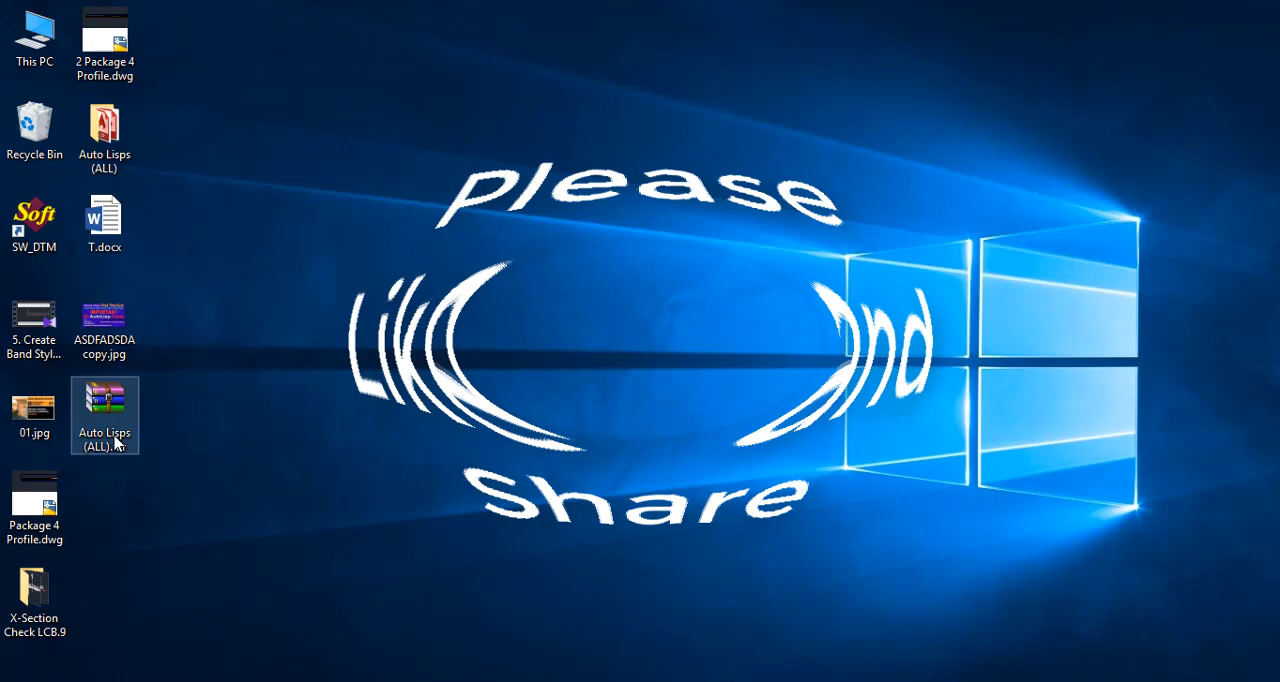 This PC
2 Package 4
Profile.dwg
Recycle Bin
Auto Lisps
(ALL)
Soft
SW_DTM
T.docx
5. Create
Band Styl...
ASDFADSDA
copy.jpg
IMPORTANT
01.jpg
Auto Lisps
(ALL).
Package 4
Profile.dwg
X-Section
Check LCB.9
please
Like
and
Share